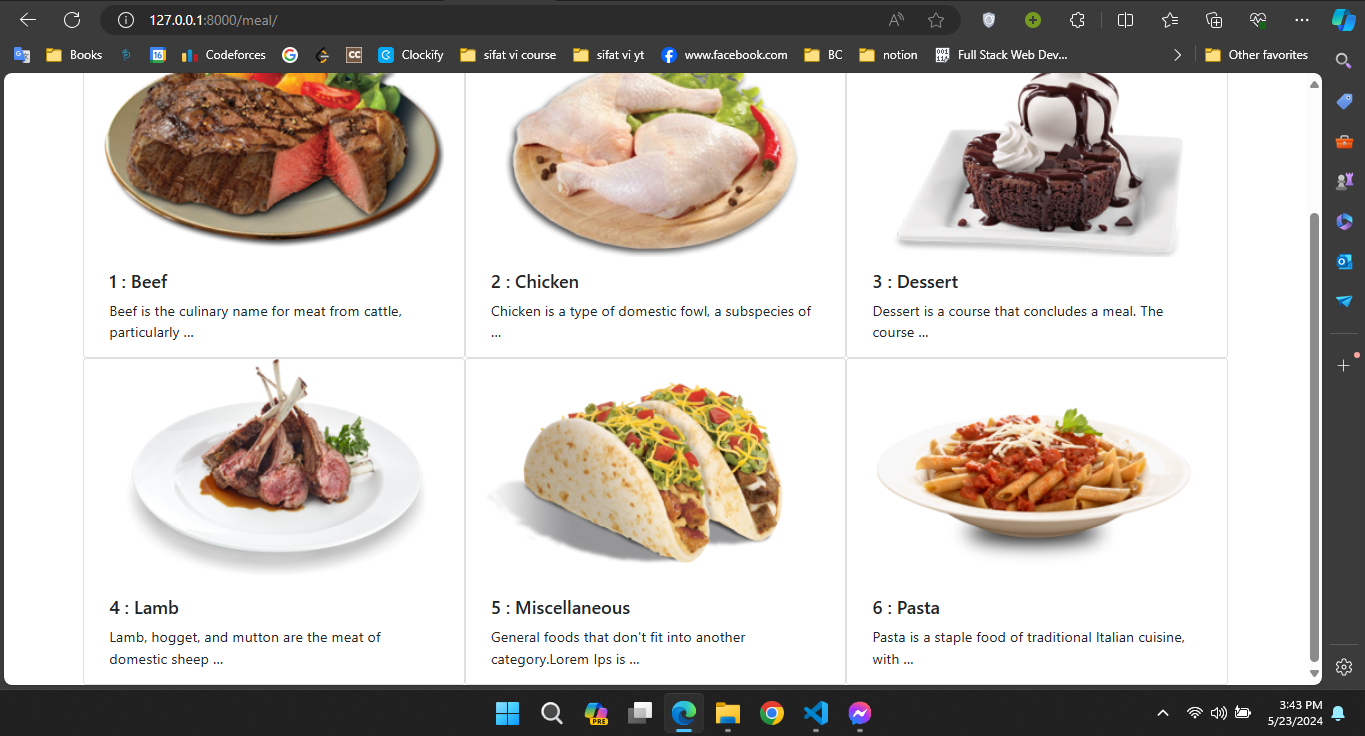 127.0.0.1:8000/meal/
Books
16
Codeforces
CC
Clockify
sifat vi course
sifat vi yt
www.facebook.com
BC
notion
Full Stack Web Dev...
Other favorites
1 : Beef
Beef is the culinary name for meat from cattle,
particularly ...
2 : Chicken
Chicken is a type of domestic fowl, a subspecies of
...
3 : Dessert
Dessert is a course that concludes a meal. The
course ...
4 : Lamb
Lamb, hogget, and mutton are the meat of
domestic sheep ...
5 : Miscellaneous
General foods that don't fit into another
category.Lorem Ips is ...
6 : Pasta
Pasta is a staple food of traditional Italian cuisine,
with ...
PRE
3:43 PM
5/23/2024